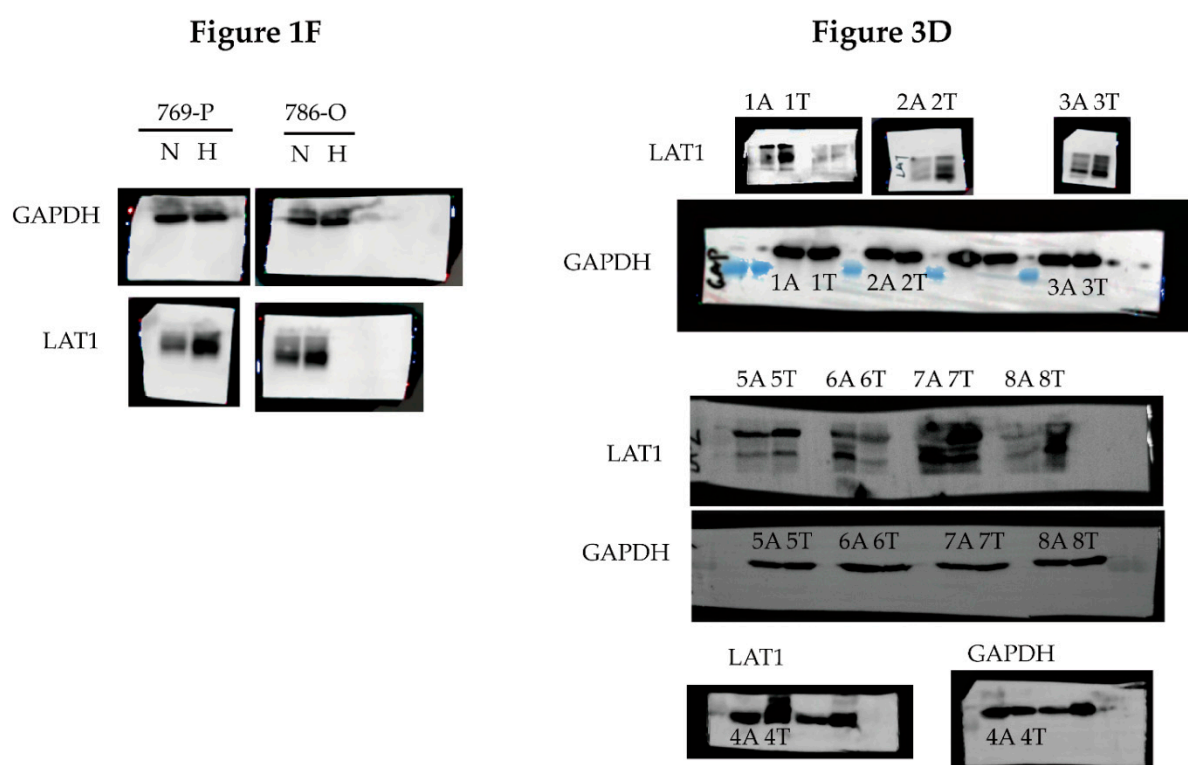 Figure 1F
769-P 786-O
N H N H
GAPDH
LAT1
Figure 3D
1A 1T 2A 2T 3A 3T
LAT1
LAT
GAPDH
GAP
1A 1T 2A 2T 3A 3T
5A 5T 6A 6T 7A 7T 8A 8T
LAT1
GAPDH
5A 5T 6A 6T 7A 7T 8A 8T
LAT1 GAPDH
4A 4T 4A 4T